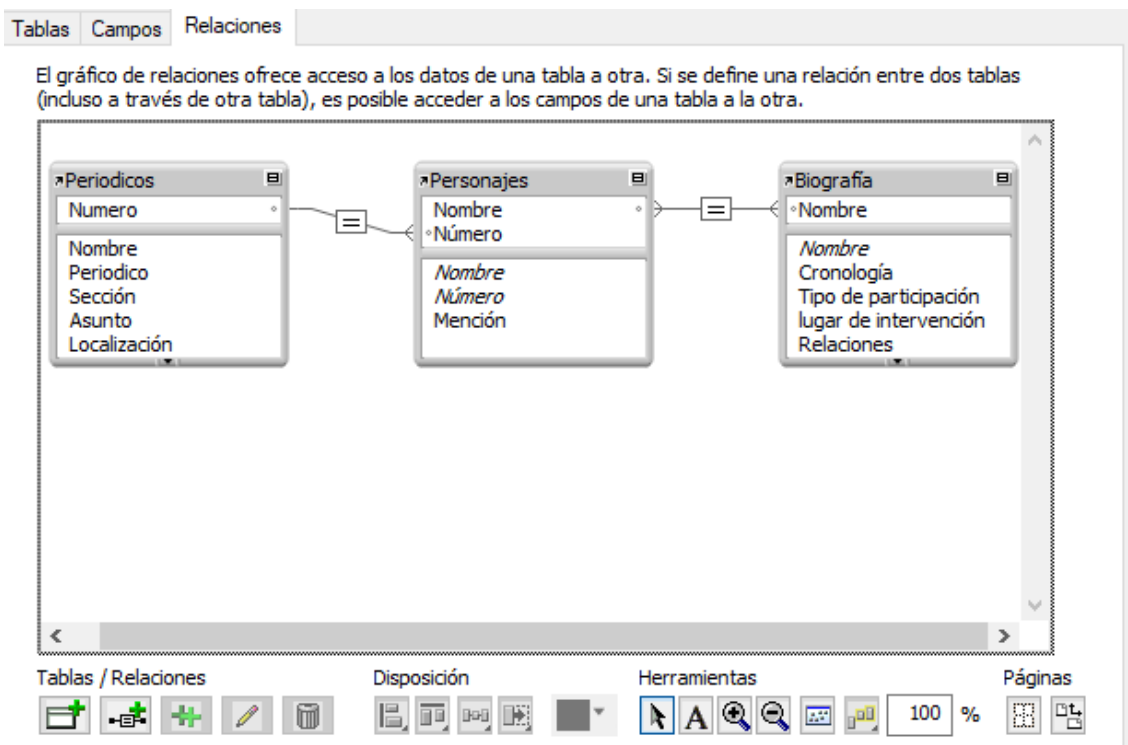 Tablas Campos Relaciones
El gráfico de relaciones ofrece acceso a los datos de una tabla a otra. Si se define una relación entre dos tablas
(incluso a través de otra tabla), es posible acceder a los campos de una tabla a la otra.
Periodicos
Numero
Nombre
Periodico
Sección
Asunto
Localización
Personajes
Nombre
Número
Nombre
Número
Mención
Biografía
Nombre
Nombre
Cronología
Tipo de participación
lugar de intervención
Relaciones
Tablas / Relaciones
Disposición
Herramientas
Páginas
A
100 %